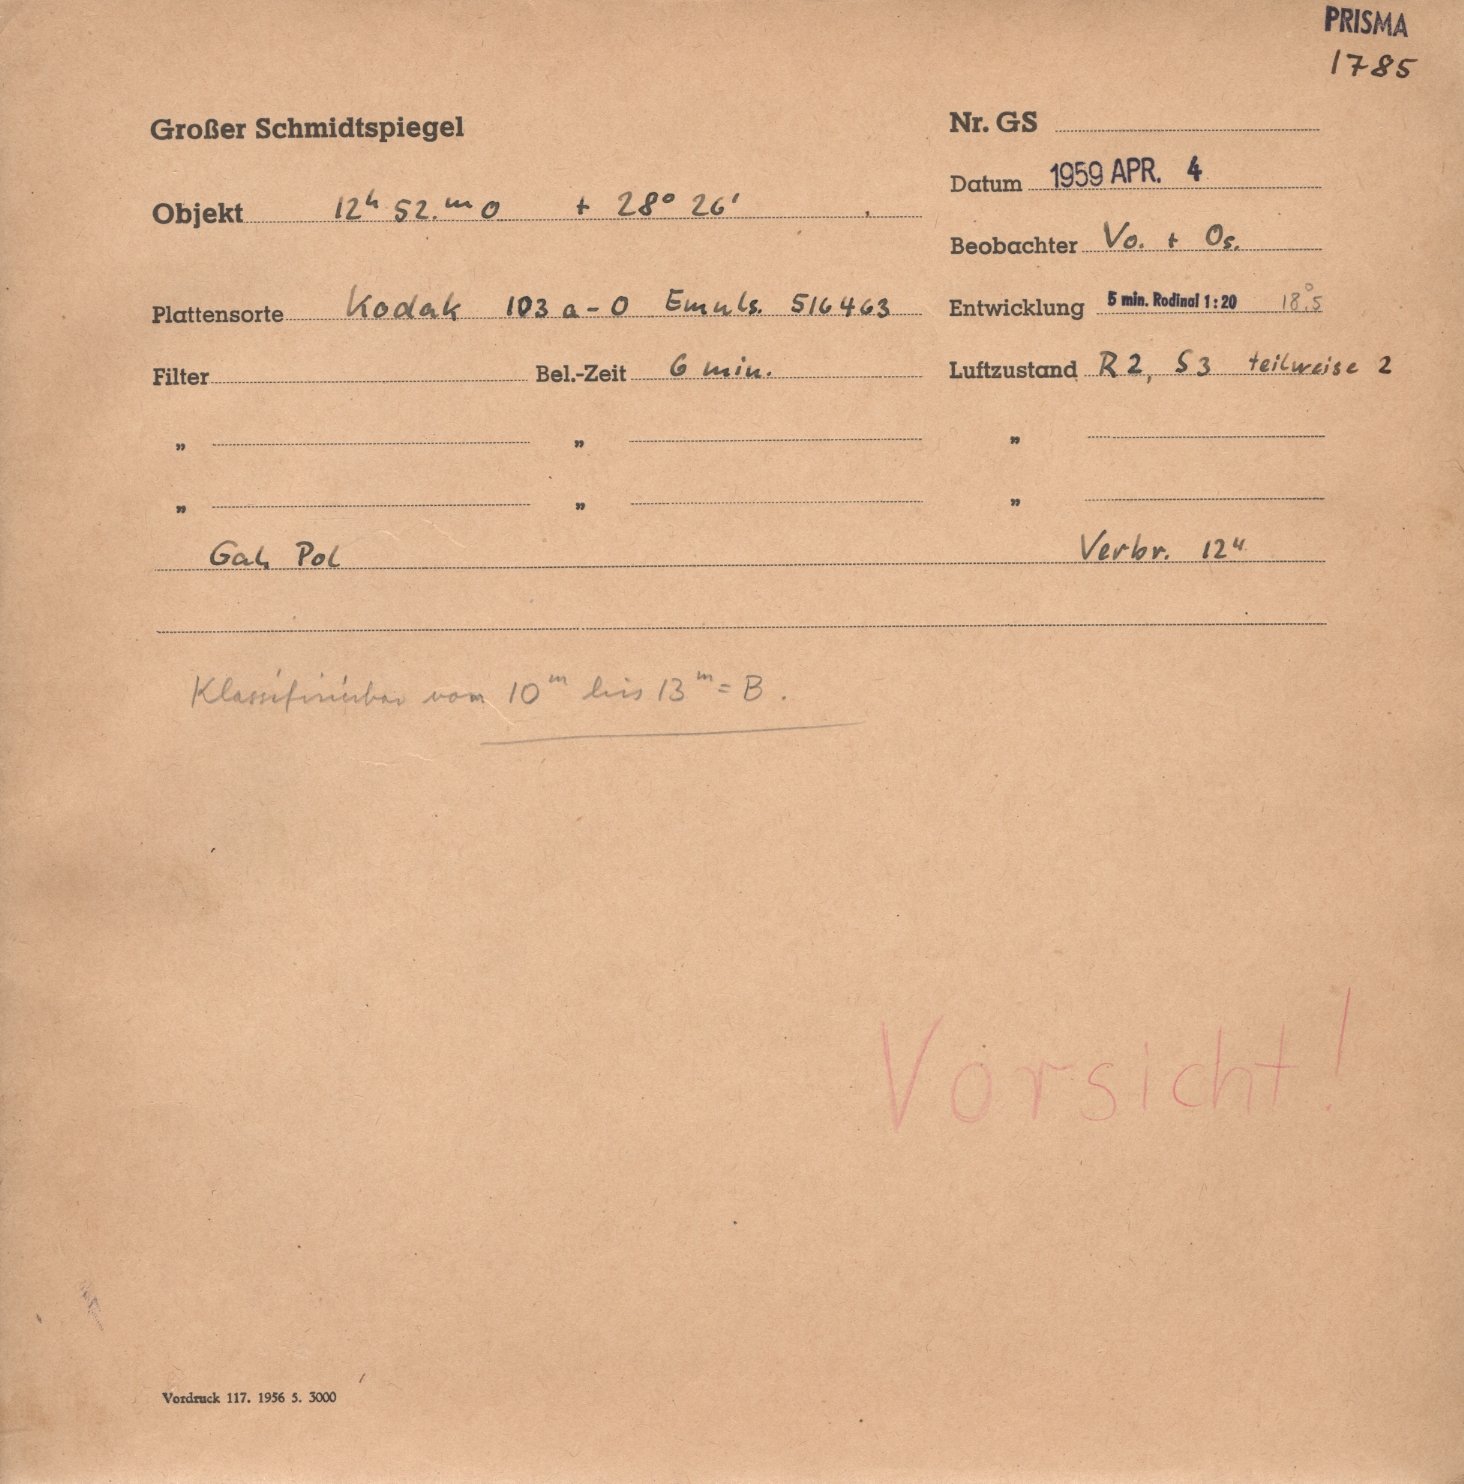 PRISMA
1785
Großer Schmidtspiegel
Nr. GS
Datum 1959 APR. 4
Objekt 12ʰ 52.ᵐ0 + 28° 26'
Beobachter Vo. + Os.
Plattensorte Kodak 103 a-O Emuls. 516463
Entwicklung 5 min. Rodinal 1:20 18°.5
Filter Bel.-Zeit 6 min.
Luftzustand R 2, S 3 teilweise 2
„ „ „
„ „ „
Gal. Pol Verbr. 12"
Klassifizierbar von 10ᵐ bis 13ᵐ = B.
Vorsicht!
Vordruck 117. 1956 5. 3000